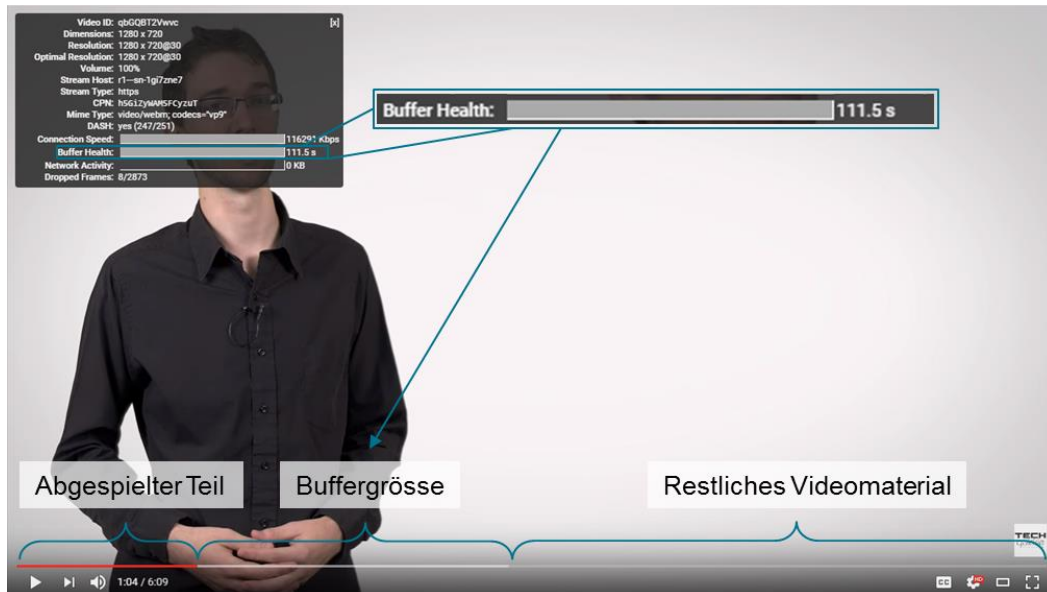 Video ID: qbGQBT2Vwvc [x]
Dimensions: 1280 x 720
Resolution: 1280 x 720@30
Optimal Resolution: 1280 x 720@30
Volume: 100%
Stream Host: r1---sn-1gi7zne7
Stream Type: https
CPN: hSGiZyWAMSFCyzuT
Mime Type: video/webm; codecs="vp9"
DASH: yes (247/251)
Connection Speed: 116291 Kbps
Buffer Health: 111.5 s
Network Activity: 0 KB
Dropped Frames: 8/2873
Buffer Health: 111.5 s
Abgespielter Teil
Buffergrösse
Restliches Videomaterial
TECH
1:04 / 6:09
CC
HD